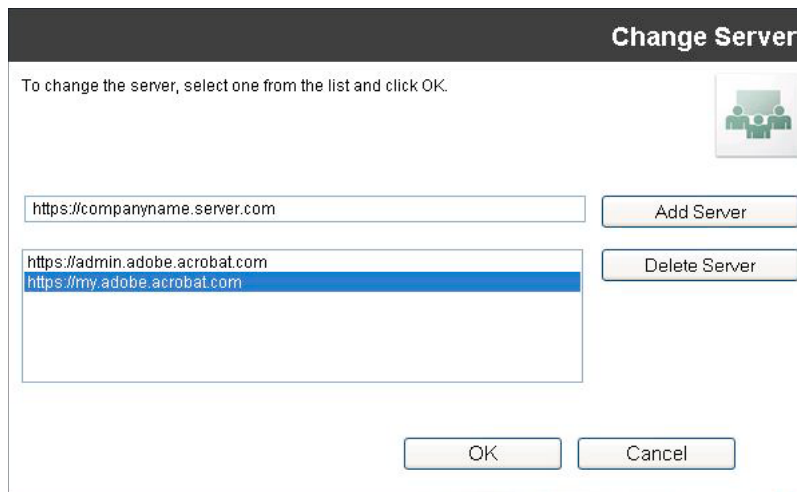 Change Server
To change the server, select one from the list and click OK.
https://companyname.server.com
Add Server
https://admin.adobe.acrobat.com
Delete Server
https://my.adobe.acrobat.com
OK
Cancel